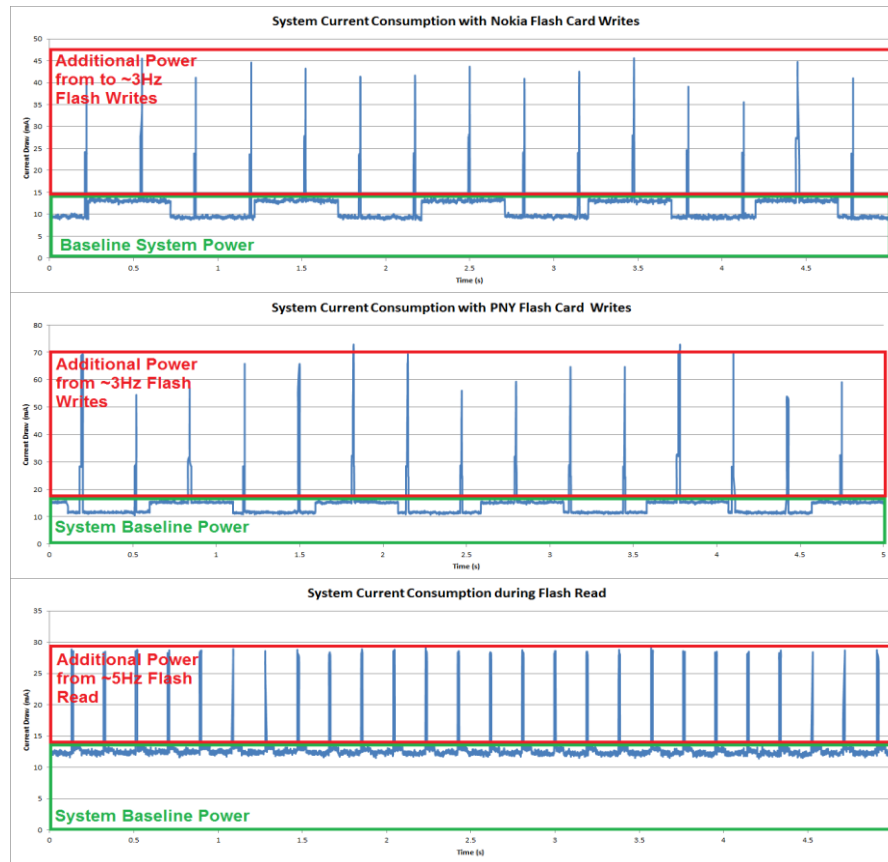 System Current Consumption with Nokia Flash Card Writes
50
45
40
35
30
25
20
15
10
5
0
Current Draw (mA)
Additional Power
from to ~3Hz
Flash Writes
Baseline System Power
0 0.5 1 1.5 2 2.5 3 3.5 4 4.5
Time (s)
System Current Consumption with PNY Flash Card Writes
80
70
60
50
40
30
20
10
0
Current Draw (mA)
Additional Power
from ~3Hz Flash
Writes
System Baseline Power
0 0.5 1 1.5 2 2.5 3 3.5 4 4.5 5
Time (s)
System Current Consumption during Flash Read
35
30
25
20
15
10
5
0
Current Draw (mA)
Additional Power
from ~5Hz Flash
Read
System Baseline Power
0 0.5 1 1.5 2 2.5 3 3.5 4 4.5
Time (s)